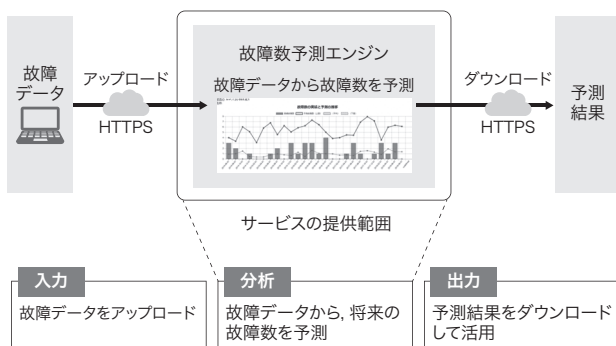 故障
データ
アップロード
HTTPS
故障数予測エンジン
故障データから故障数を予測
ダウンロード
HTTPS
予測
結果
サービスの提供範囲
入力
故障データをアップロード
分析
故障データから, 将来の
故障数を予測
出力
予測結果をダウンロード
して活用